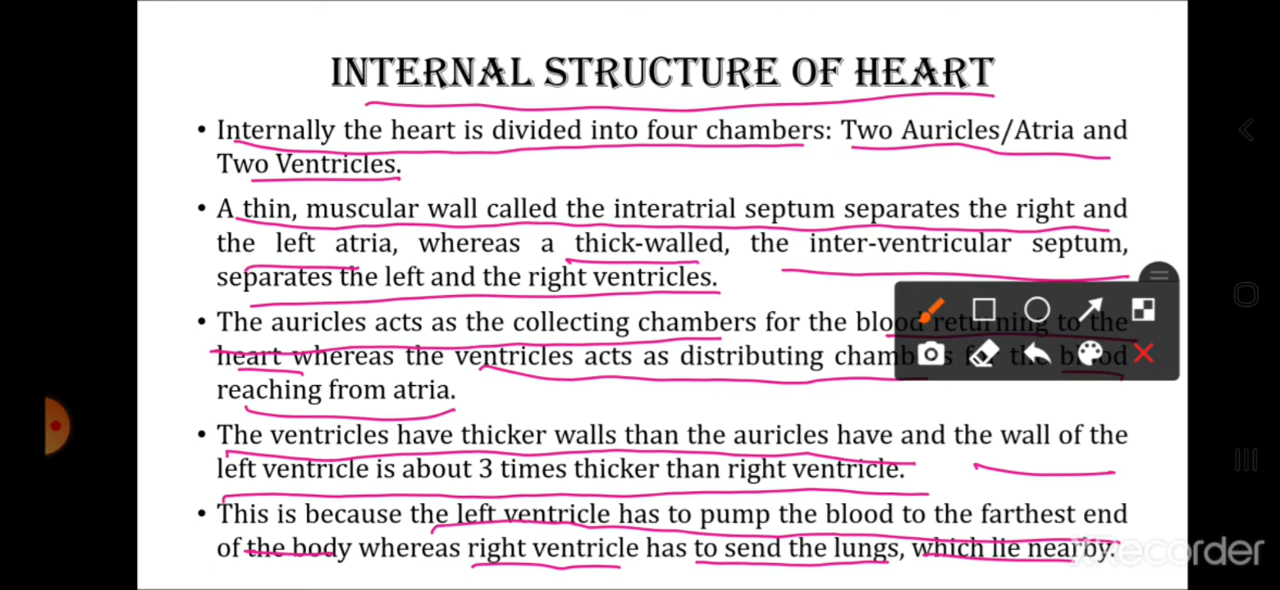 INTERNAL STRUCTURE OF HEART
• Internally the heart is divided into four chambers: Two Auricles/Atria and
Two Ventricles.
• A thin, muscular wall called the interatrial septum separates the right and
the left atria, whereas a thick-walled, the inter-ventricular septum,
separates the left and the right ventricles.
• The auricles acts as the collecting chambers for the blood returning to the
heart whereas the ventricles acts as distributing chambers for the blood
reaching from atria.
• The ventricles have thicker walls than the auricles have and the wall of the
left ventricle is about 3 times thicker than right ventricle.
• This is because the left ventricle has to pump the blood to the farthest end
of the body whereas right ventricle has to send the lungs, which lie nearby.
XRecorder